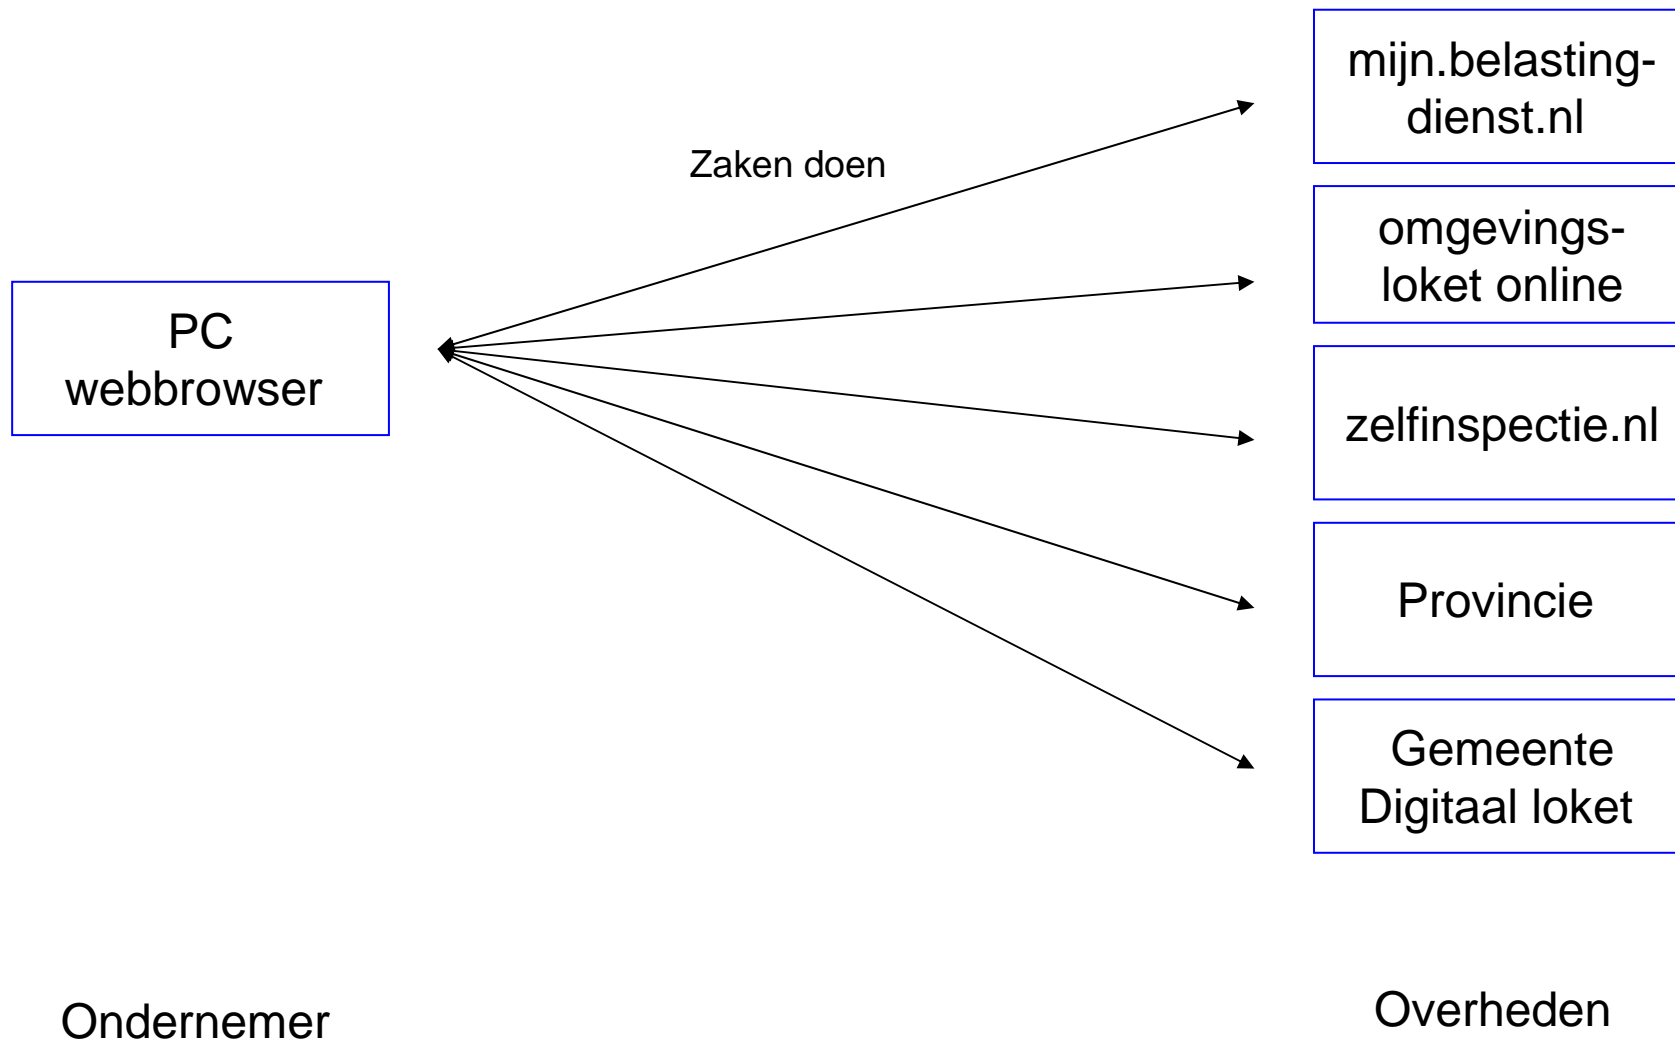 mijn.belasting-
dienst.nl
Zaken doen
omgevings-
loket online
PC
webbrowser
zelfinspectie.nl
Provincie
Gemeente
Digitaal loket
Ondernemer
Overheden